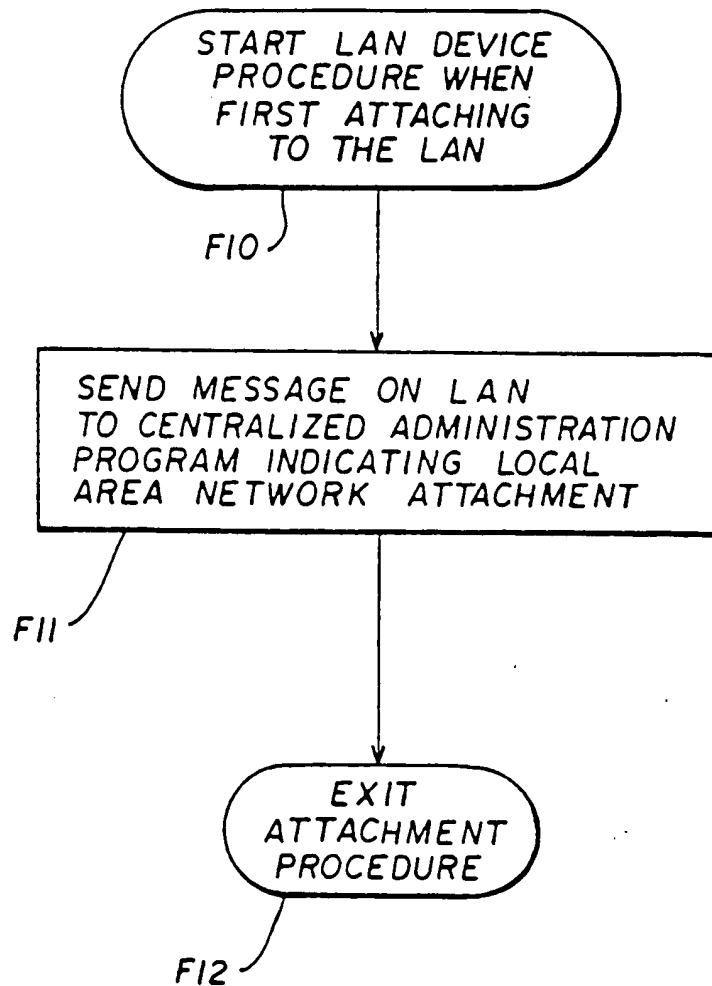 START LAN DEVICE
PROCEDURE WHEN
FIRST ATTACHING
TO THE LAN
F10
SEND MESSAGE ON LAN
TO CENTRALIZED ADMINISTRATION
PROGRAM INDICATING LOCAL
AREA NETWORK ATTACHMENT
F11
EXIT
ATTACHMENT
PROCEDURE
F12